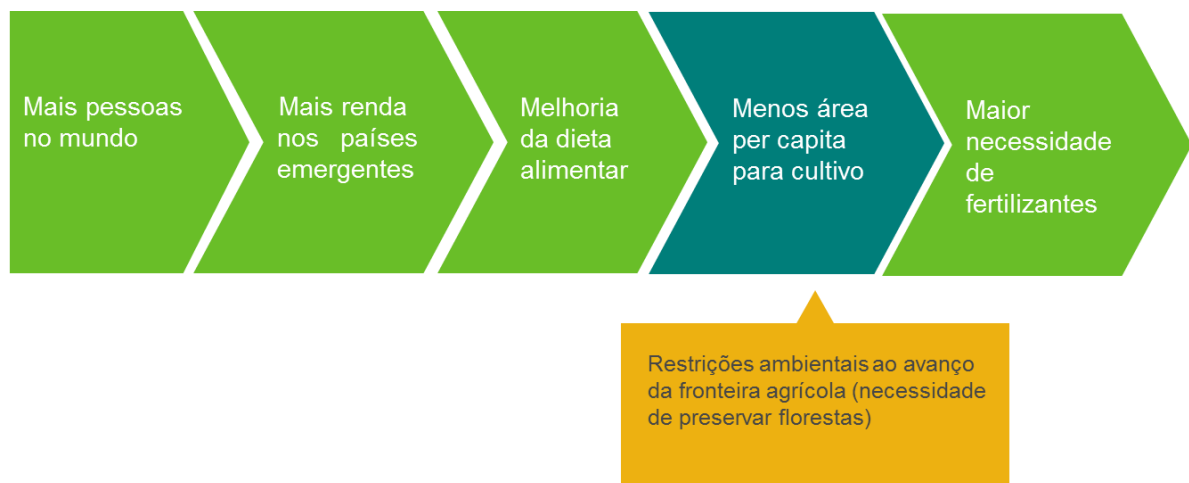 Mais pessoas
no mundo
Mais renda
nos países
emergentes
Melhoria
da dieta
alimentar
Menos área
per capita
para cultivo
Maior
necessidade
de
fertilizantes
Restrições ambientais ao avanço
da fronteira agrícola (necessidade
de preservar florestas)